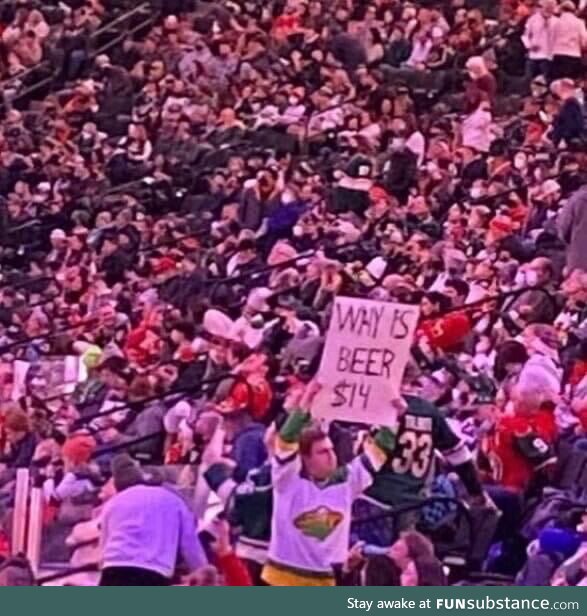 WHY IS
BEER
$14
33
Stay awake at FUNSubstance.com